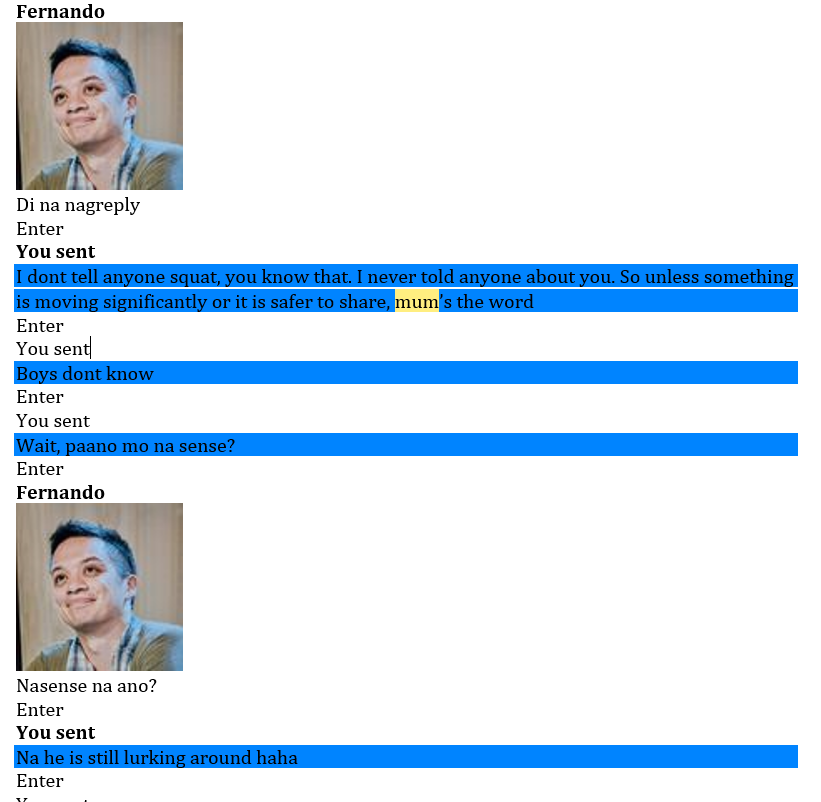 Fernando
Di na nagreply
Enter
You sent
I dont tell anyone squat, you know that. I never told anyone about you. So unless something
is moving significantly or it is safer to share, mum's the word
Enter
You sent
Boys dont know
Enter
You sent
Wait, paano mo na sense?
Enter
Fernando
Nasense na ano?
Enter
You sent
Na he is still lurking around haha
Enter